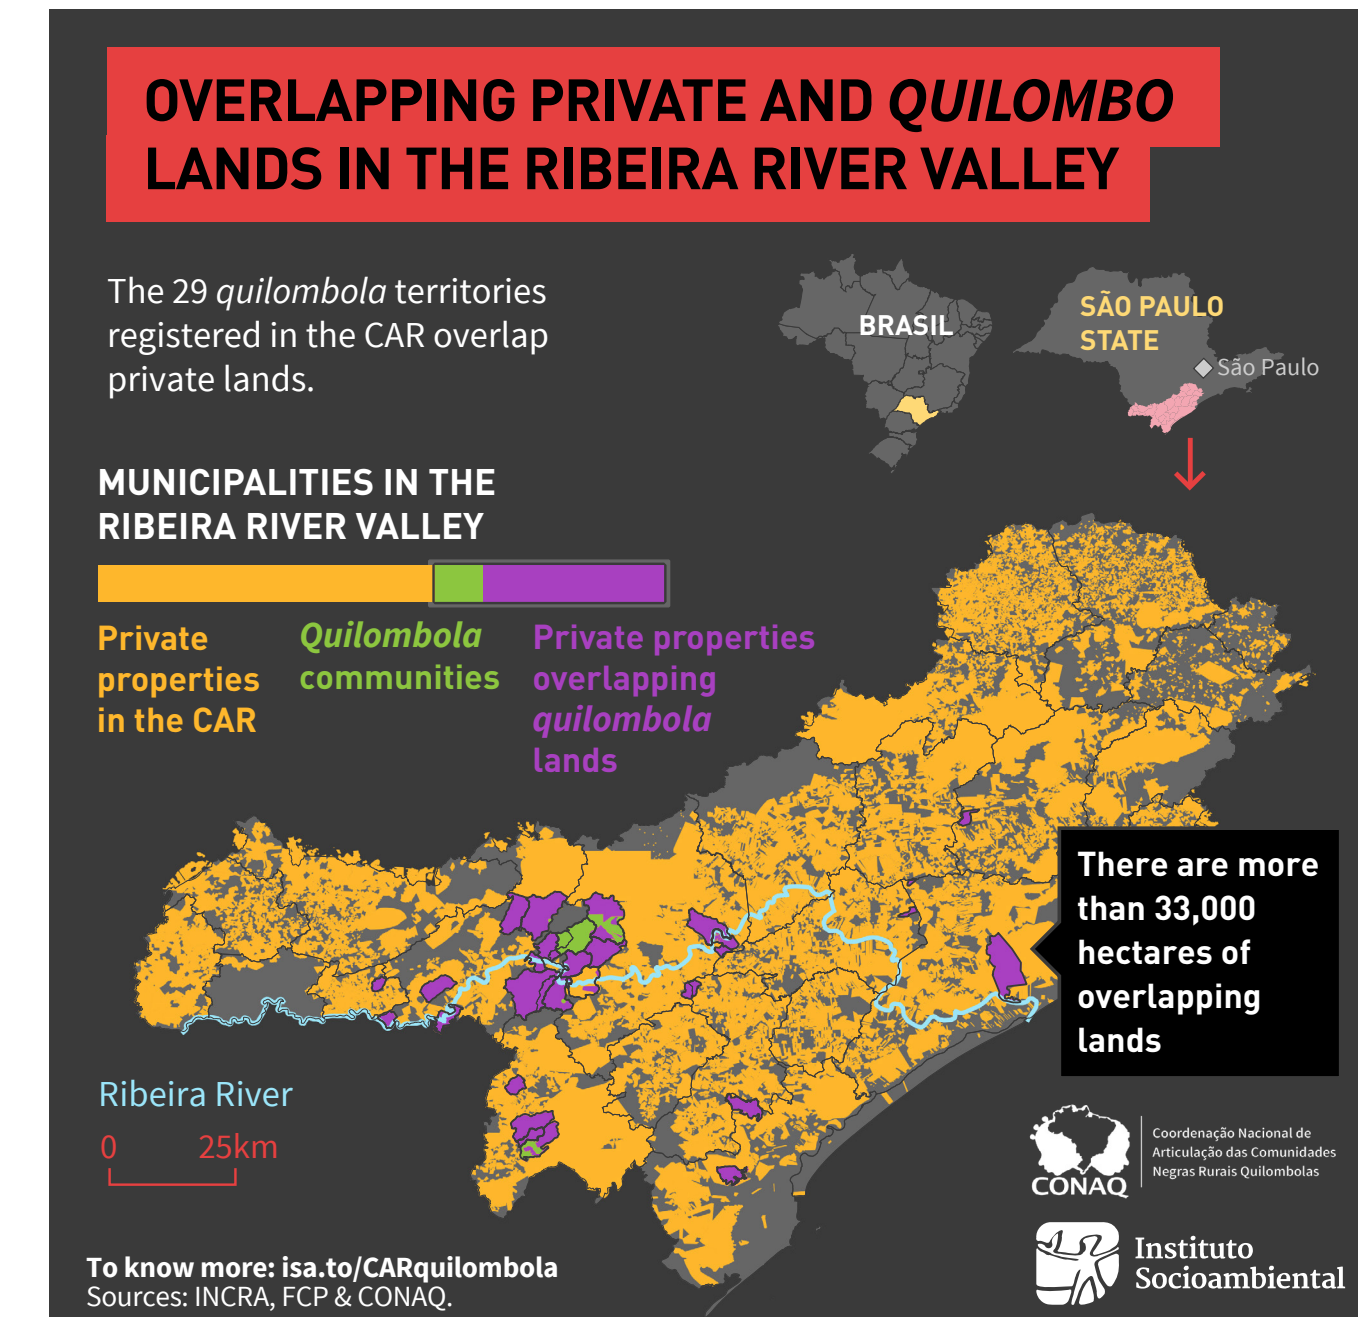 OVERLAPPING PRIVATE AND QUILOMBO
LANDS IN THE RIBEIRA RIVER VALLEY
The 29 quilombola territories
registered in the CAR overlap
private lands.
BRASIL
SÃO PAULO
STATE
São Paulo
MUNICIPALITIES IN THE
RIBEIRA RIVER VALLEY
Private
properties
in the CAR
Quilombola
communities
Private properties
overlapping
quilombola
lands
There are more
than 33,000
hectares of
overlapping
lands
Ribeira River
0 25km
CONAQ
Coordenação Nacional de
Articulação das Comunidades
Negras Rurais Quilombolas
Instituto
Socioambiental
To know more: isa.to/CARquilombola
Sources: INCRA, FCP & CONAQ.